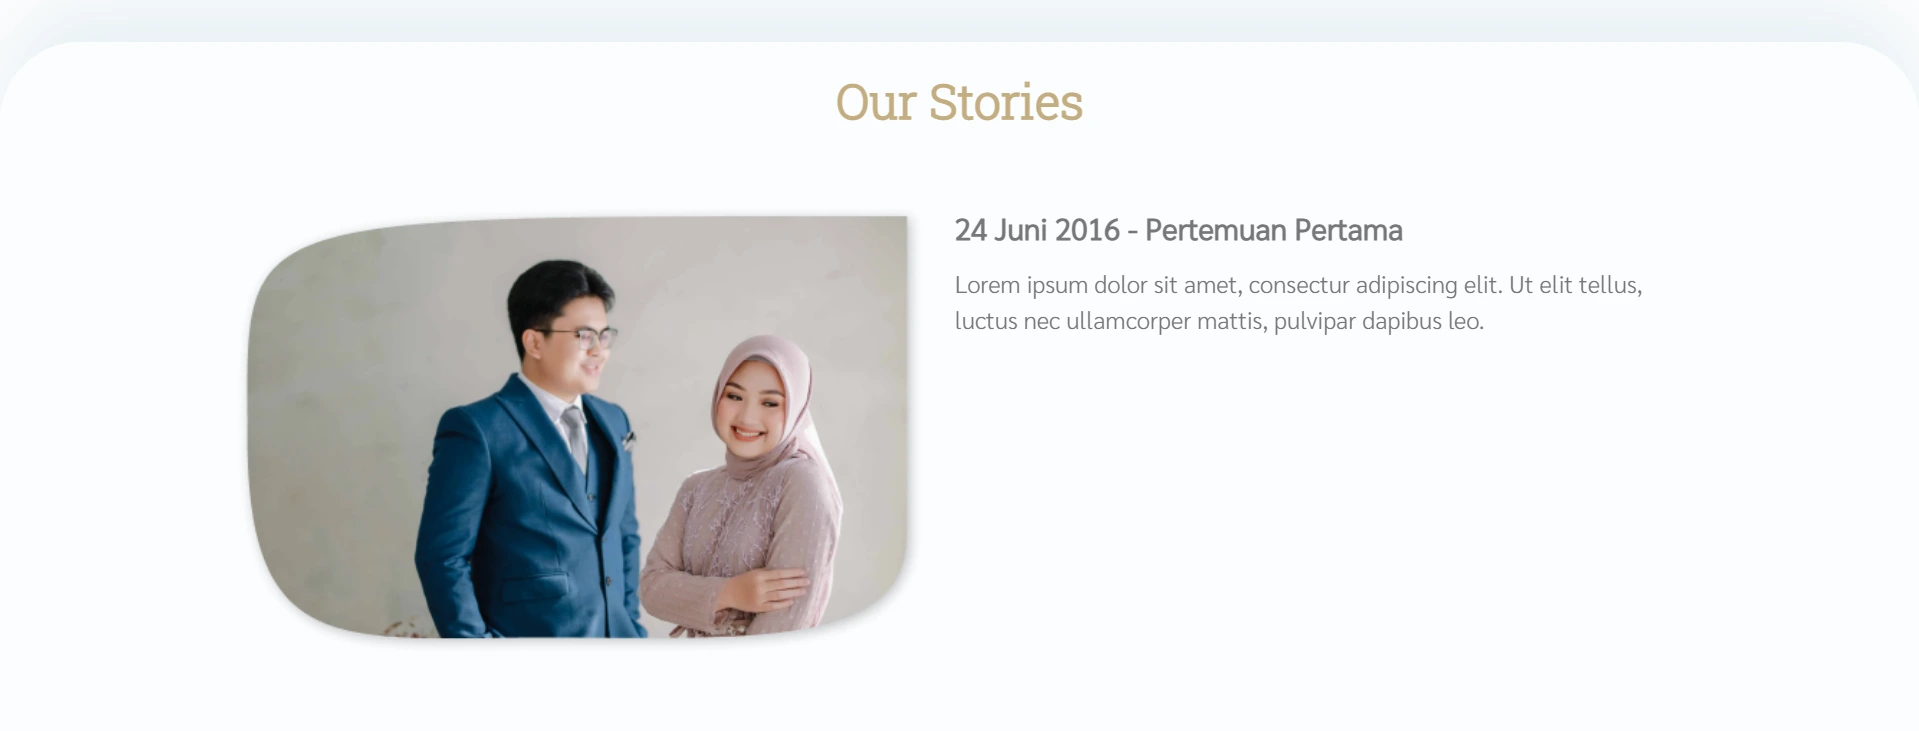 Our Stories
24 Juni 2016 - Pertemuan Pertama
Lorem ipsum dolor sit amet, consectur adipiscing elit. Ut elit tellus,
luctus nec ullamcorper mattis, pulvipar dapibus leo.